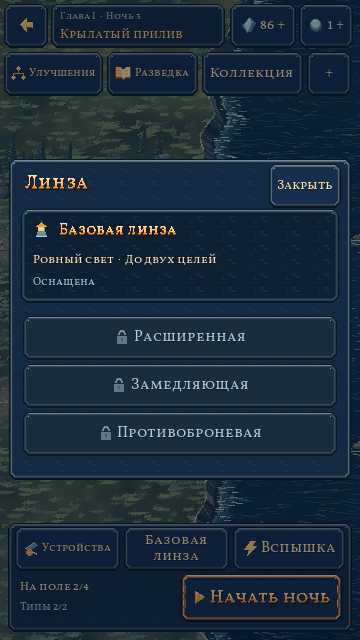 Глава I · Ночь 3
Крылатый прилив
86 +
1 +
Улучшения
Разведка
Коллекция
+
Линза
Закрыть
Базовая линза
Ровный свет · До двух целей
Оснащена
Расширенная
Замедляющая
Противоброневая
Устройства
Базовая
линза
Вспышка
На поле 2/4
Типы 2/2
Начать ночь